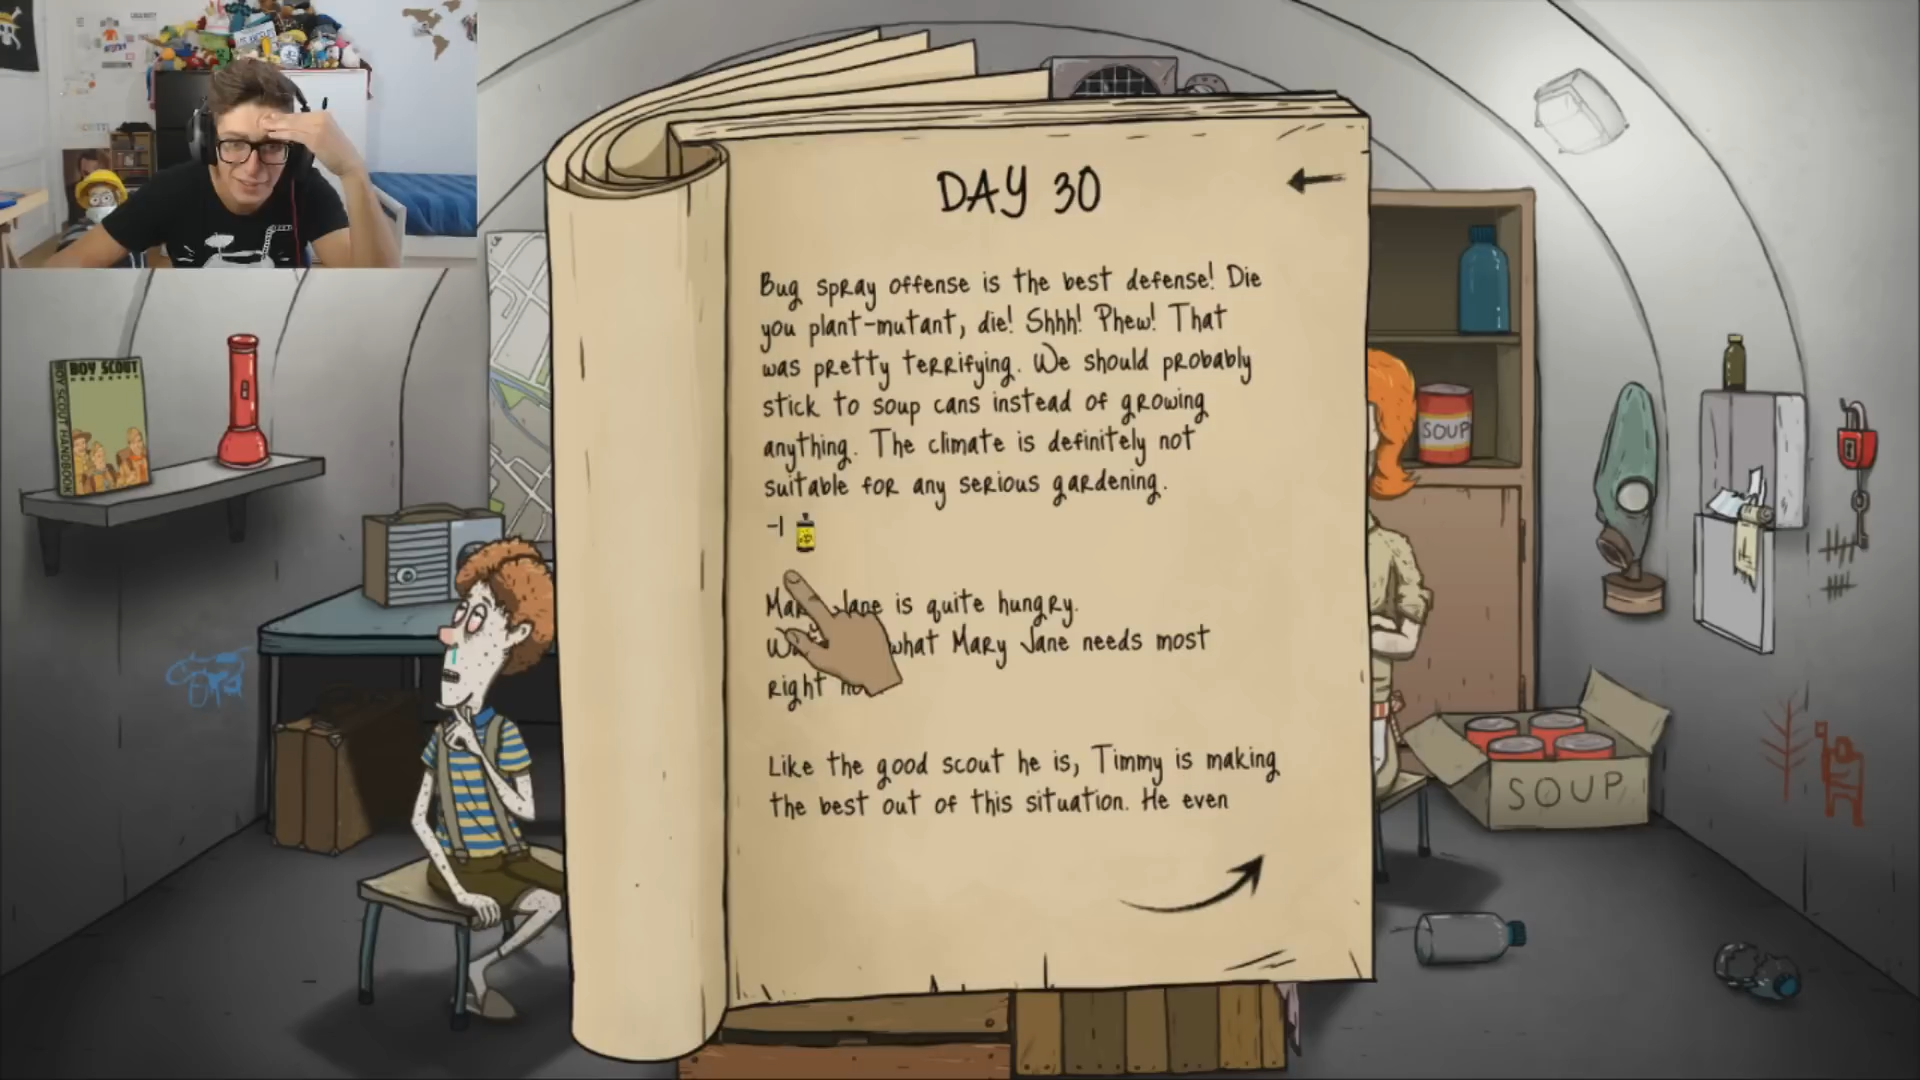 DAY 30
Bug spray offense is the best defense! Die
you plant-mutant, die! Shhh! Phew! That
was pretty terrifying. We should probably
stick to soup cans instead of growing
anything. The climate is definitely not
suitable for any serious gardening.
-1
Jane is quite hungry.
what Mary Jane needs most
right
Like the good scout he is, Timmy is making
the best out of this situation. He even
BOY SCOUT
BOY SCOUT HANDBOOK
SOUP
SOUP